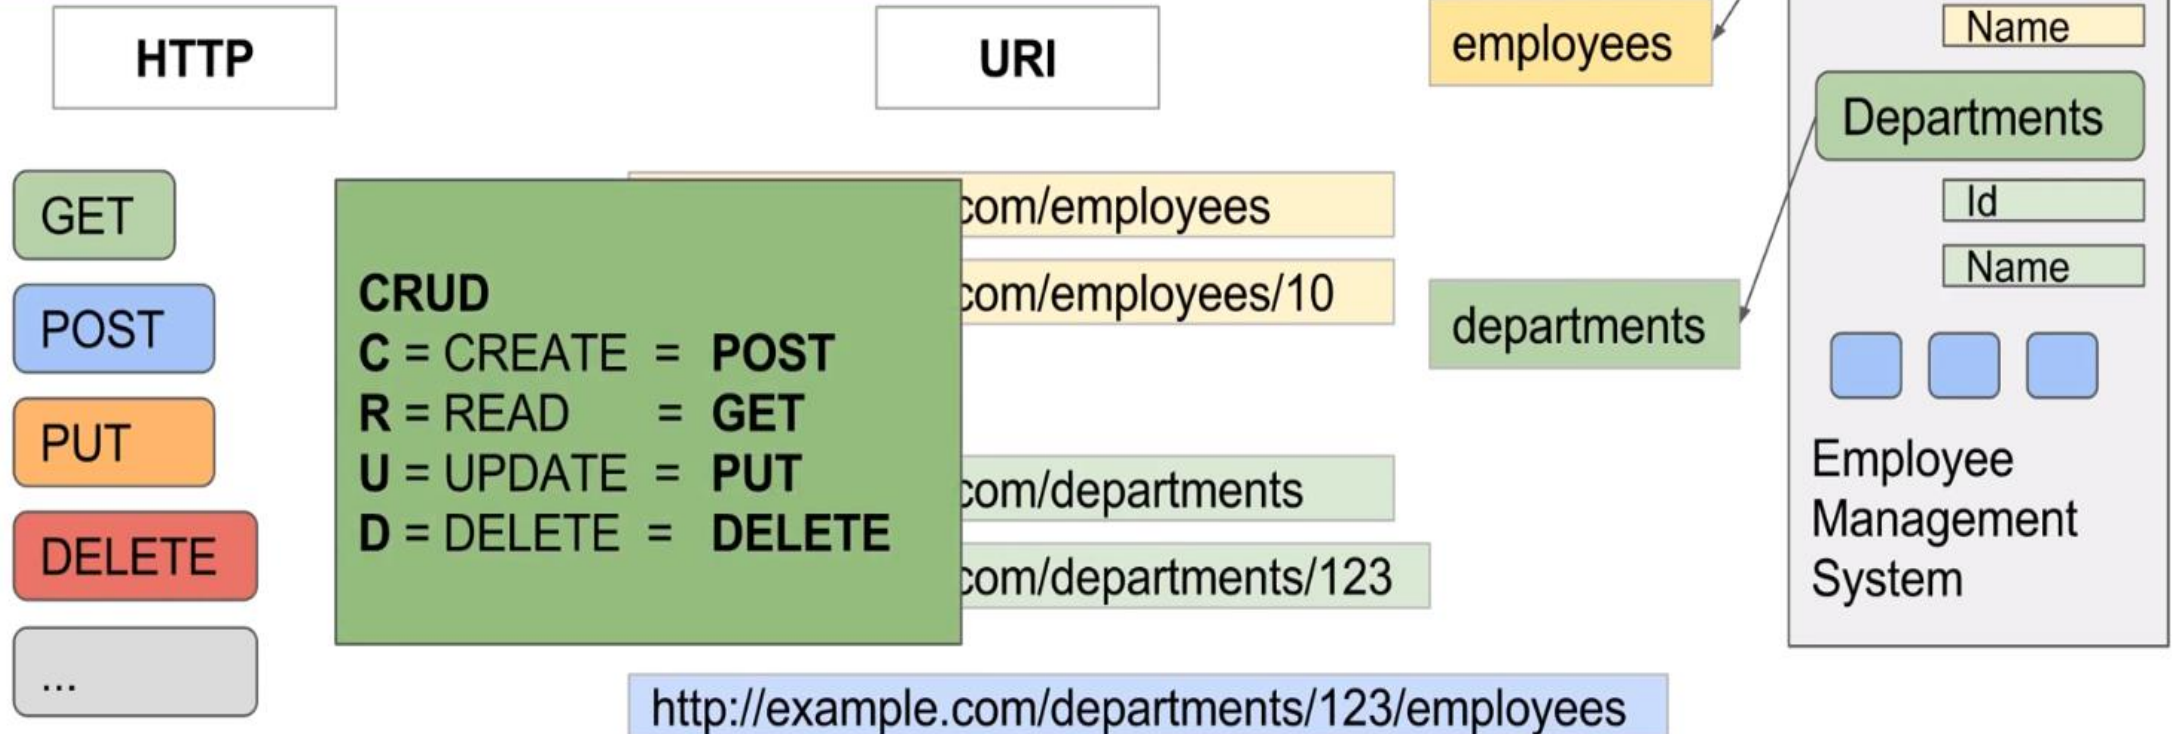 HTTP
URI
employees
Name
Departments
Id
Name
GET
POST
PUT
DELETE
...
CRUD
C = CREATE = POST
R = READ = GET
U = UPDATE = PUT
D = DELETE = DELETE
com/employees
com/employees/10
com/departments
com/departments/123
http://example.com/departments/123/employees
departments
Employee
Management
System